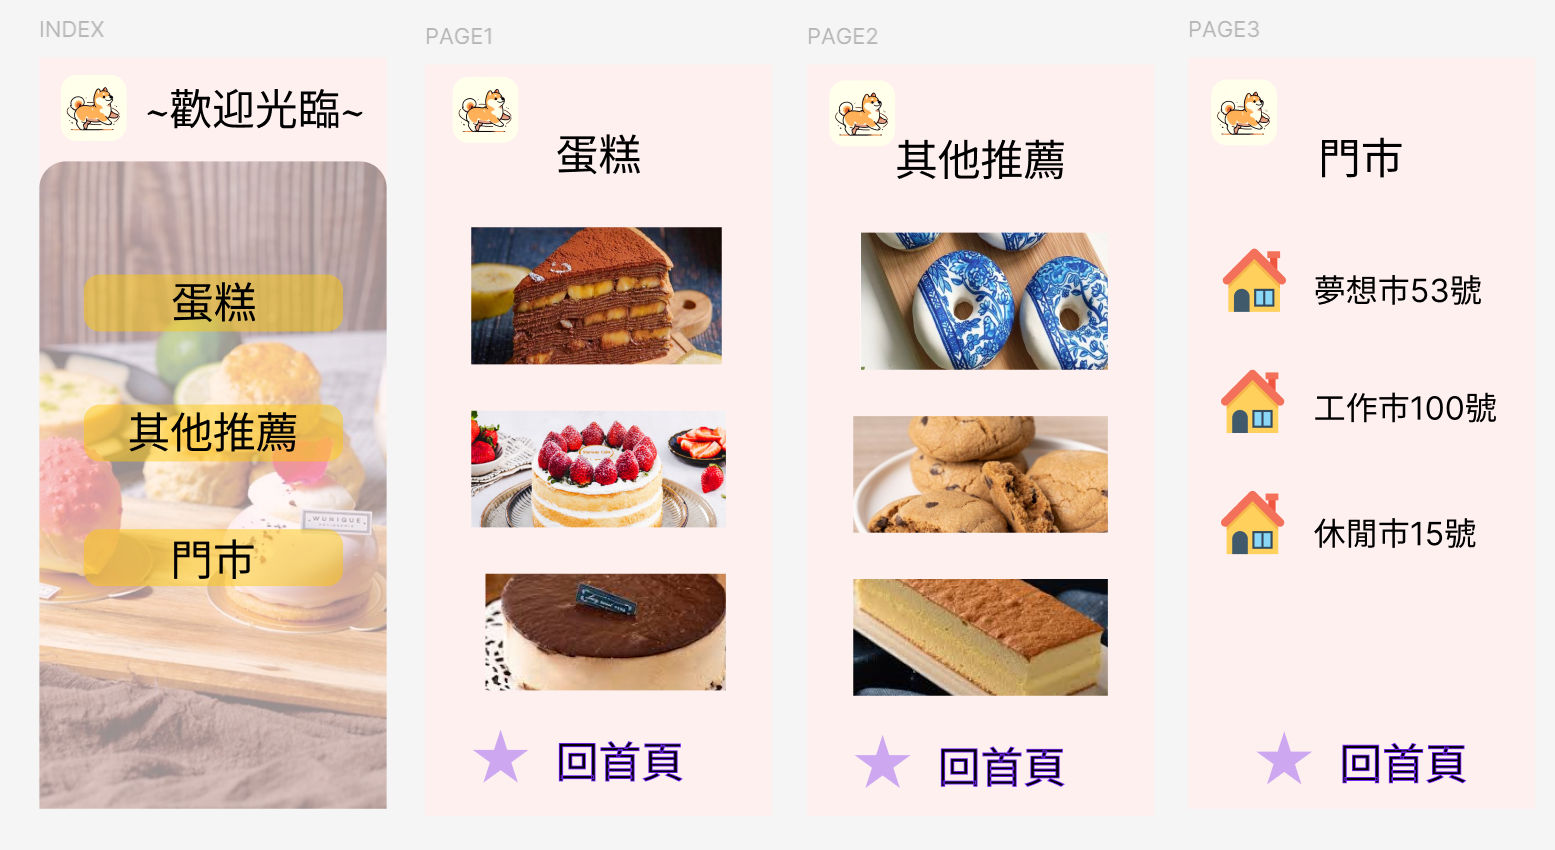 INDEX
~歡迎光臨~
蛋糕
其他推薦
WUNIQUE
門市
PAGE1
蛋糕
回首頁
PAGE2
其他推薦
回首頁
PAGE3
門市
夢想市53號
工作市100號
休閒市15號
回首頁